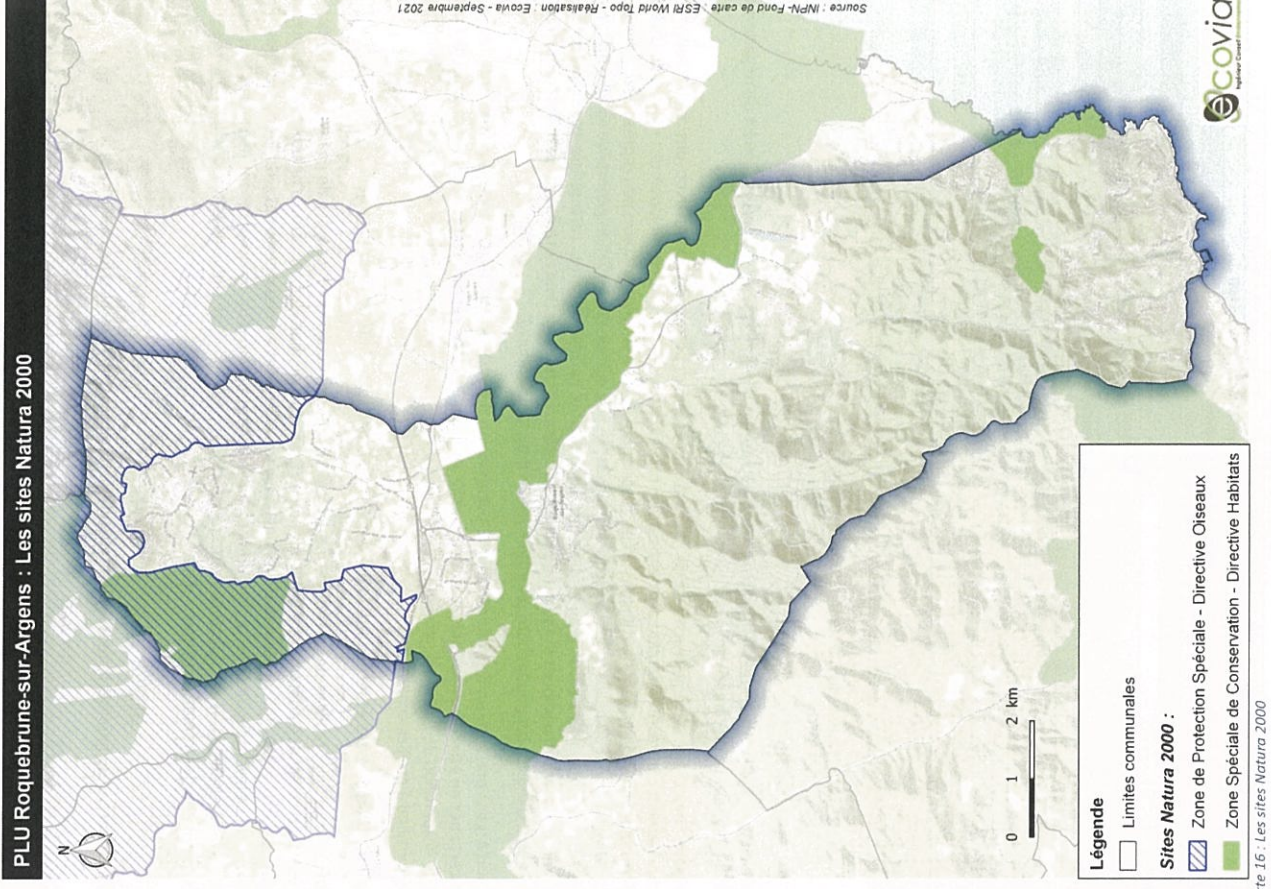 PLU Roquebrune-sur-Argens : Les sites Natura 2000
N
0 1 2 km
Légende
Limites communales
Sites Natura 2000 :
Zone de Protection Spéciale - Directive Oiseaux
Zone Spéciale de Conservation - Directive Habitats
Source : INPN- Fond de carte : ESRI World Topo - Réalisation : Ecovia - Septembre 2021
ecovia
te 16 : Les sites Natura 2000